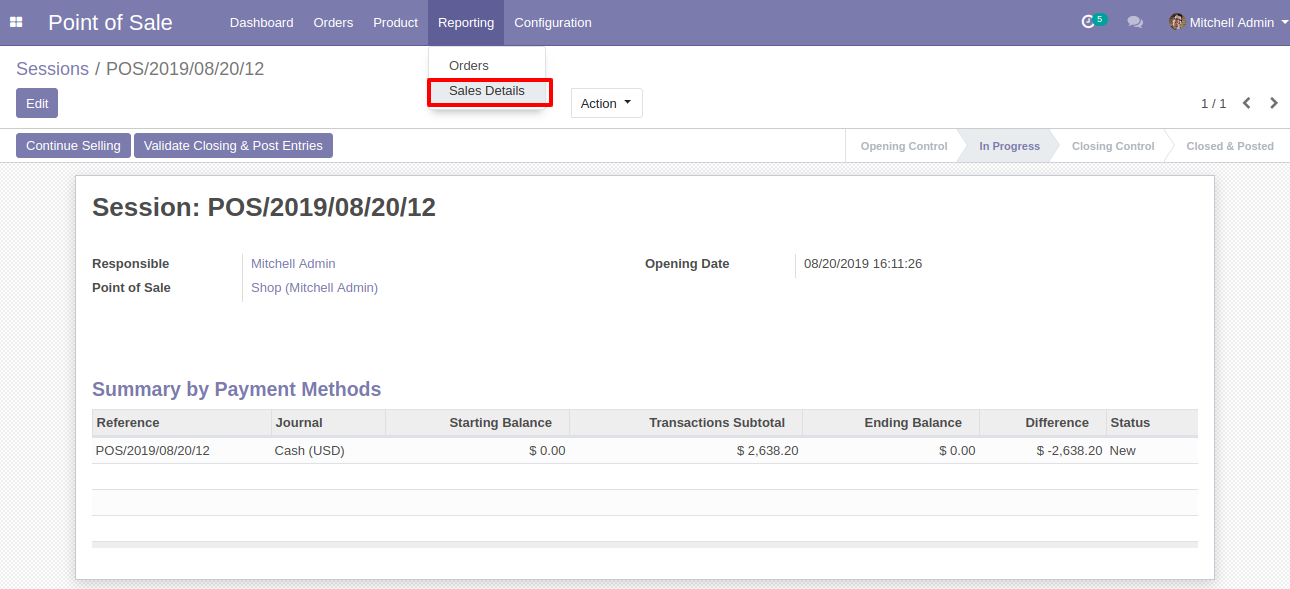 Point of Sale Dashboard Orders Product Reporting Configuration 5 Mitchell Admin
Sessions / POS/2019/08/20/12
Orders
Sales Details
Edit Action 1 / 1
Continue Selling Validate Closing & Post Entries Opening Control In Progress Closing Control Closed & Posted
Session: POS/2019/08/20/12
Responsible Mitchell Admin Opening Date 08/20/2019 16:11:26
Point of Sale Shop (Mitchell Admin)
Summary by Payment Methods
Reference Journal Starting Balance Transactions Subtotal Ending Balance Difference Status
POS/2019/08/20/12 Cash (USD) $ 0.00 $ 2,638.20 $ 0.00 $ -2,638.20 New